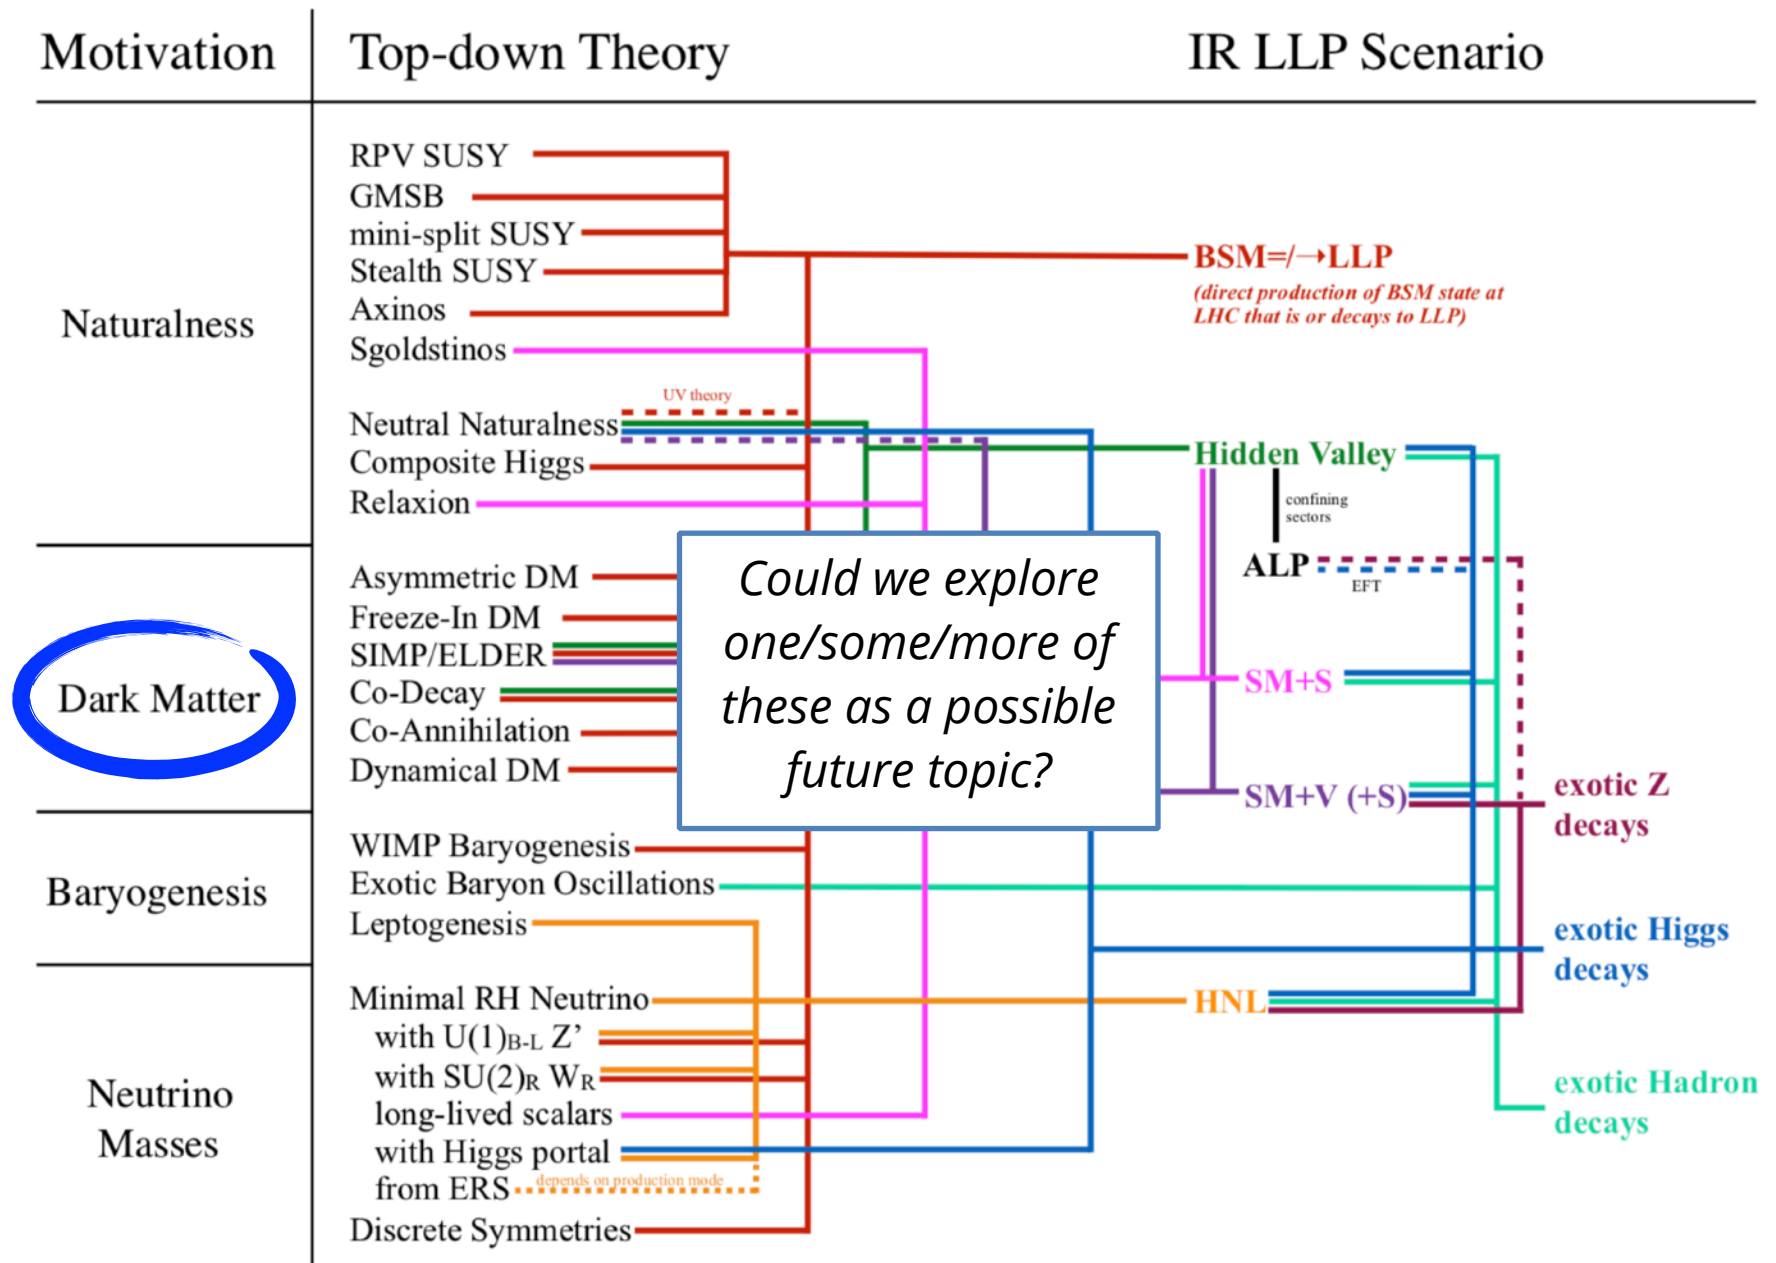 Motivation
Top-down Theory
IR LLP Scenario
Naturalness
RPV SUSY
GMSB
mini-split SUSY
Stealth SUSY
Axinos
Sgoldstinos
BSM=/→LLP
(direct production of BSM state at
LHC that is or decays to LLP)
UV theory
Neutral Naturalness
Composite Higgs
Relaxion
Hidden Valley
confining
sectors
ALP
EFT
Dark Matter
Asymmetric DM
Freeze-In DM
SIMP/ELDER
Co-Decay
Co-Annihilation
Dynamical DM
Could we explore
one/some/more of
these as a possible
future topic?
SM+S
SM+V (+S)
exotic Z
decays
Baryogenesis
WIMP Baryogenesis
Exotic Baryon Oscillations
Leptogenesis
exotic Higgs
decays
Neutrino
Masses
Minimal RH Neutrino
with U(1)B-L Z’
with SU(2)R WR
long-lived scalars
with Higgs portal
from ERS
depends on production mode
Discrete Symmetries
HNL
exotic Hadron
decays